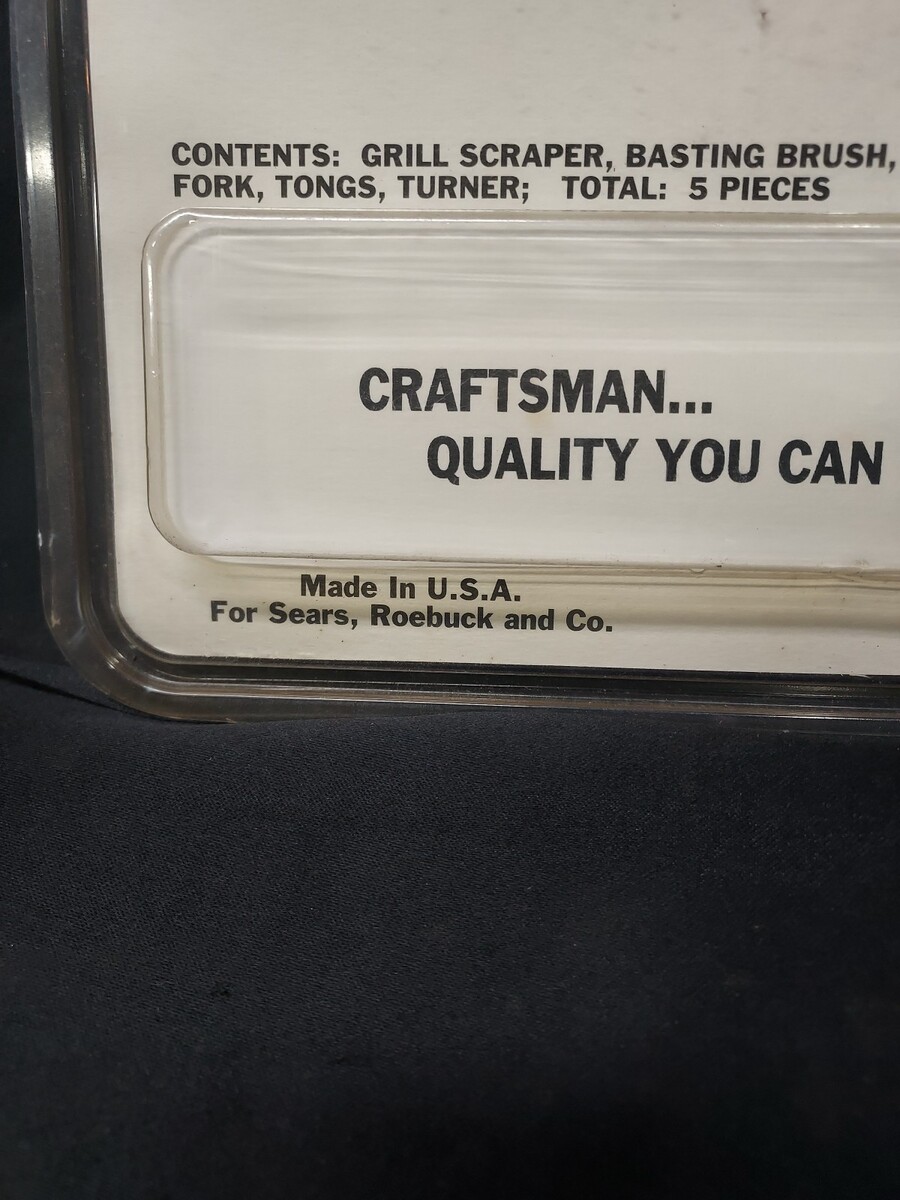 CONTENTS: GRILL SCRAPER, BASTING BRUSH,
FORK, TONGS, TURNER; TOTAL: 5 PIECES
CRAFTSMAN...
QUALITY YOU CAN
Made In U.S.A.
For Sears, Roebuck and Co.